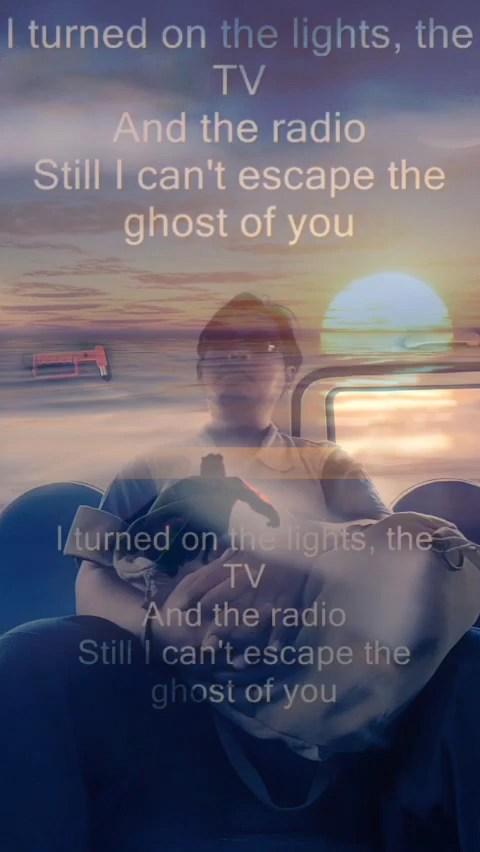 I turned on the lights, the
TV
And the radio
Still I can't escape the
ghost of you
I turned on the lights, the
TV
And the radio
Still I can't escape the
ghost of you